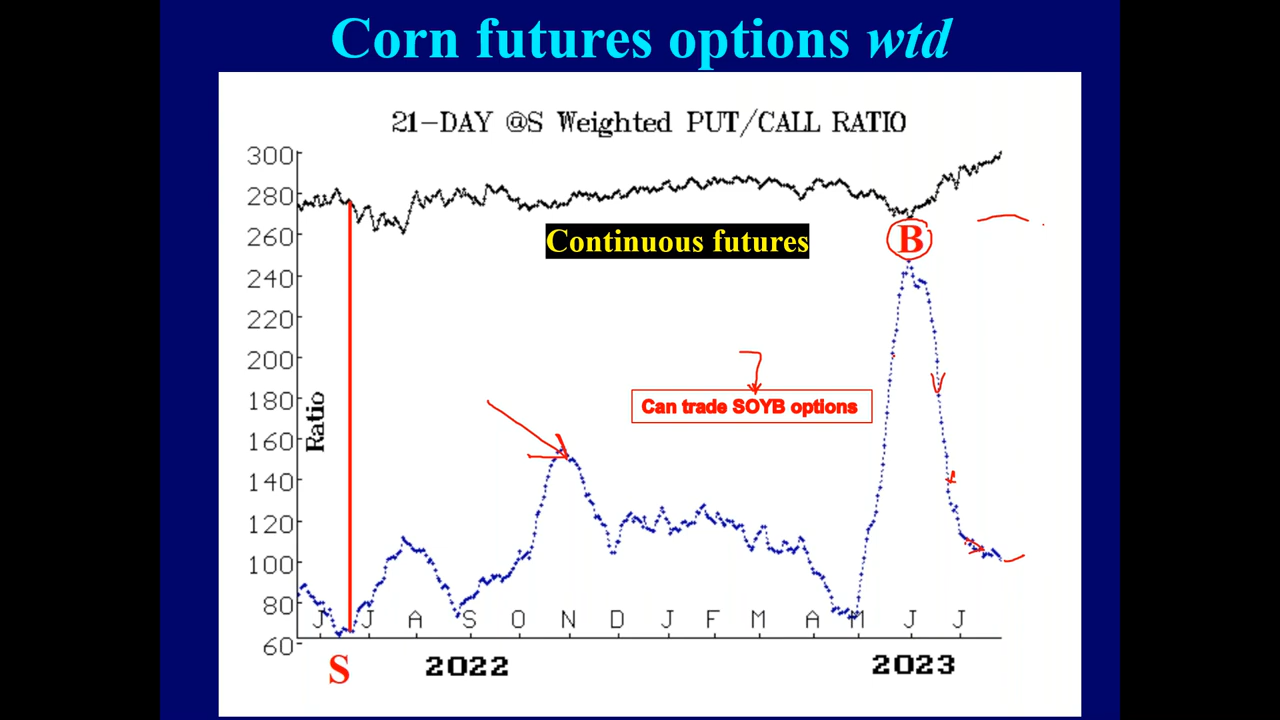 Corn futures options wtd
21-DAY @S Weighted PUT/CALL RATIO
300
280
260
240
220
200
180
160
140
120
100
80
60
Ratio
Continuous futures
B
Can trade SOYB options
J J A S O N D J F M A M J J
S
2022
2023